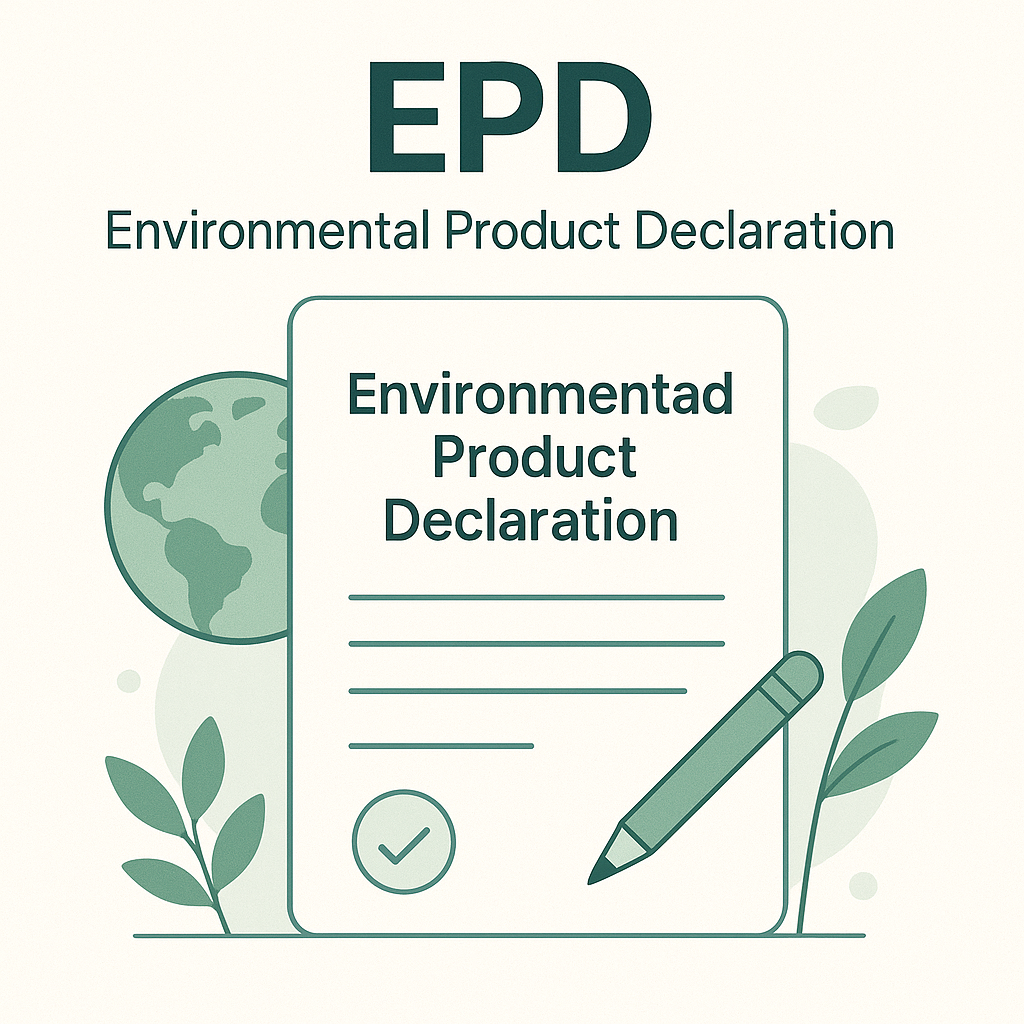 EPD
Environmental Product Declaration
Environmentad
Product
Declaration